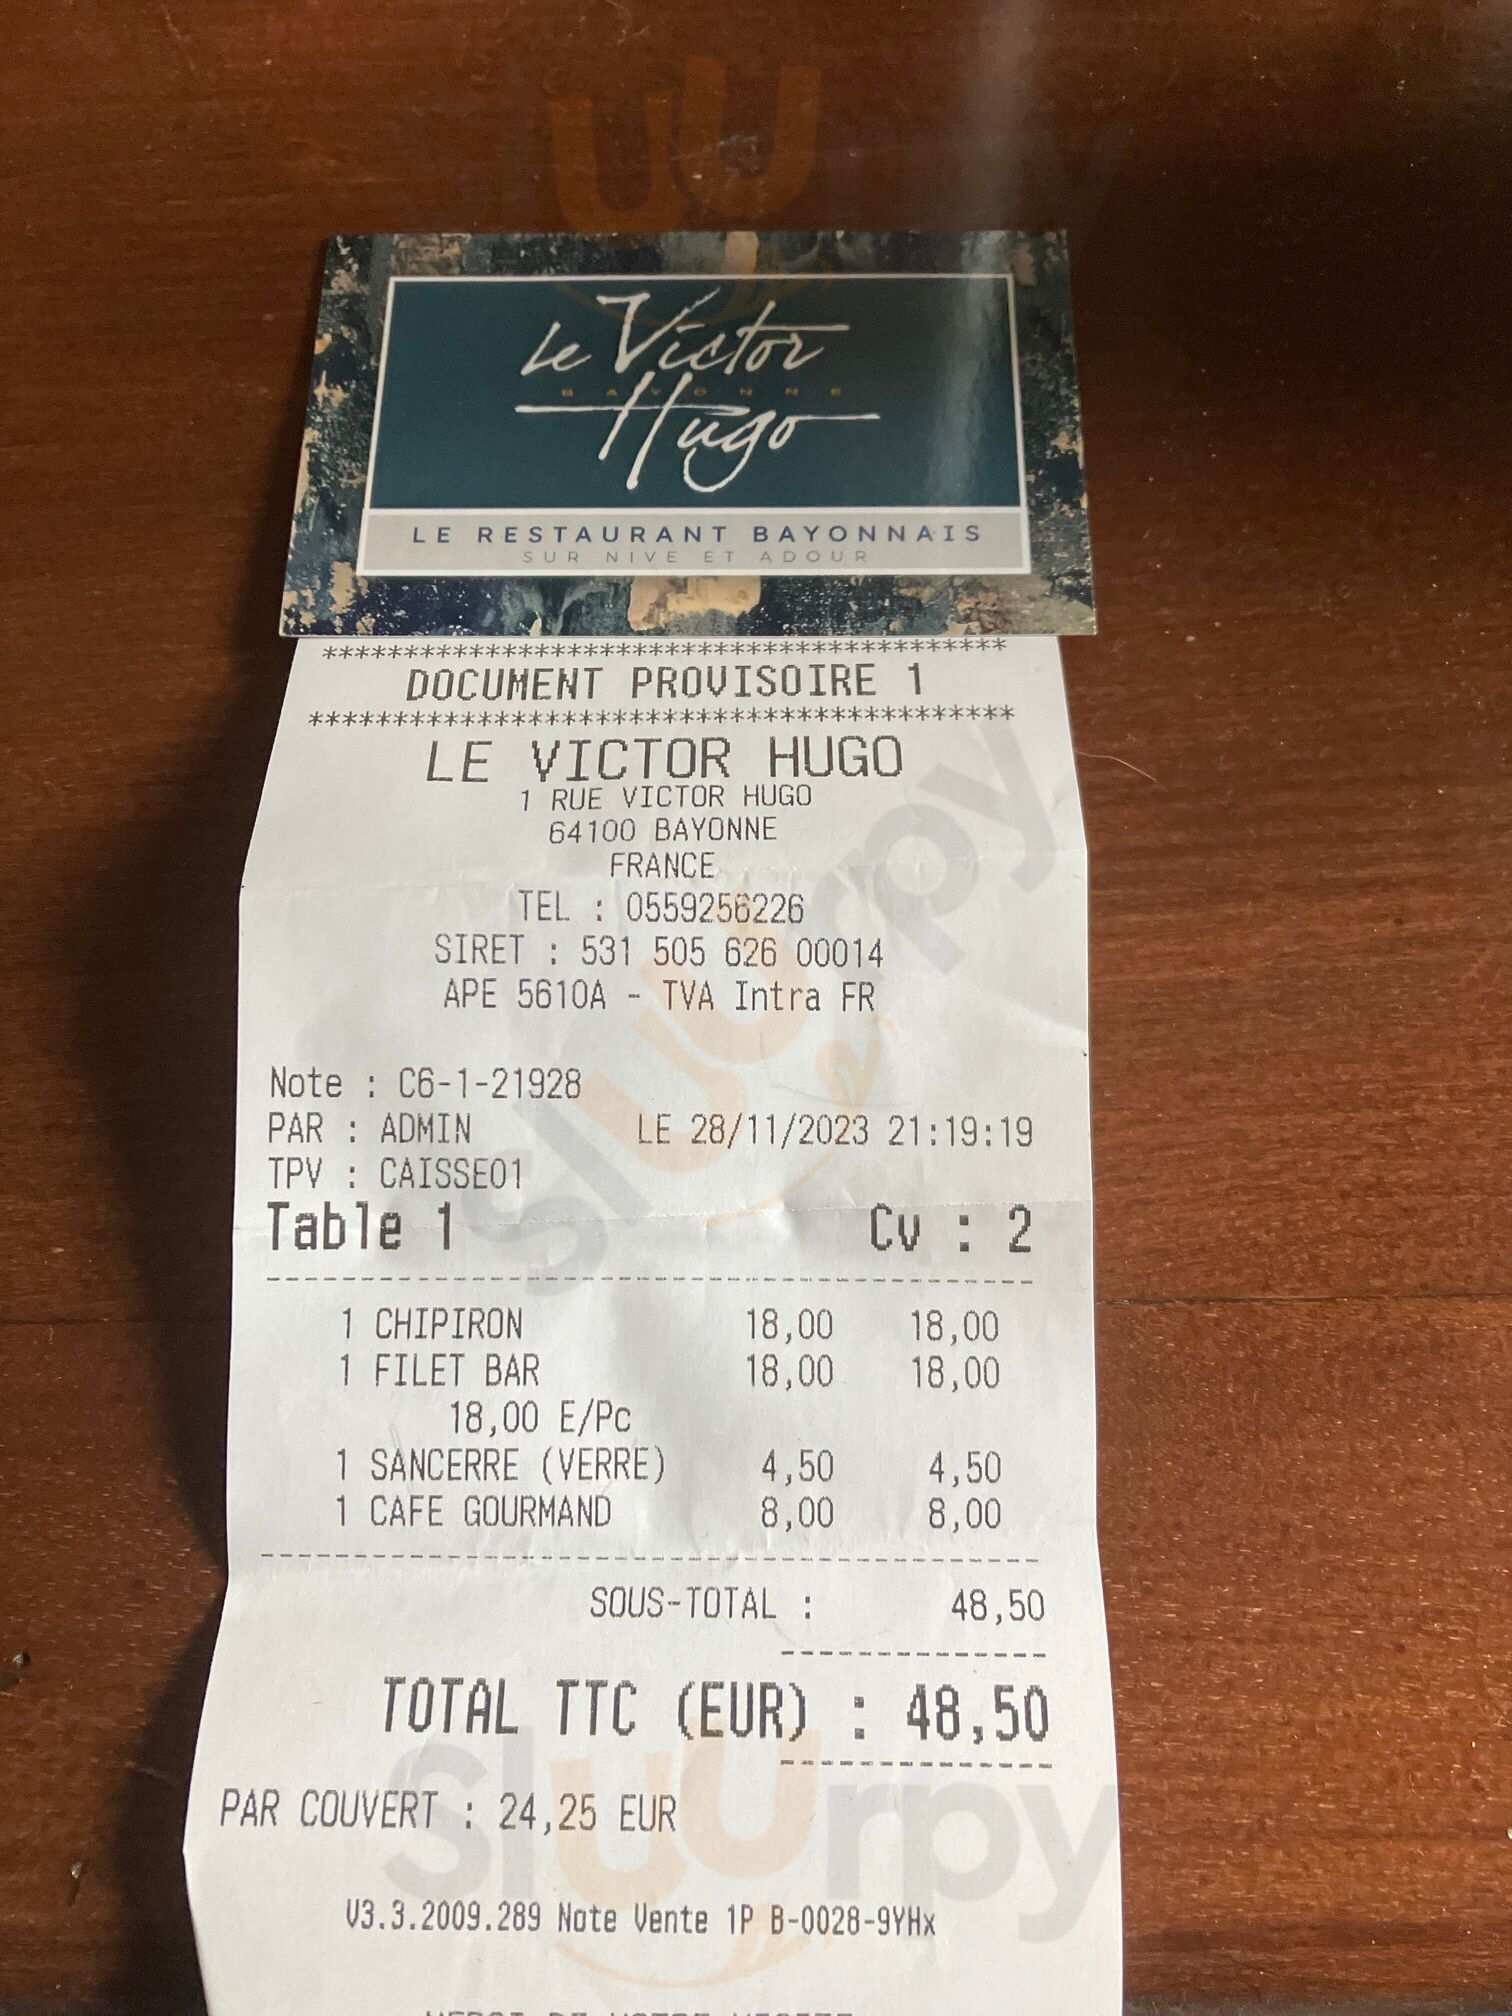 Le Victor
BAYONNE
Hugo
LE RESTAURANT BAYONNAIS
SUR NIVE ET ADOUR
******************************************
DOCUMENT PROVISOIRE 1
******************************************
LE VICTOR HUGO
1 RUE VICTOR HUGO
64100 BAYONNE
FRANCE
TEL : 0559256226
SIRET : 531 505 626 00014
APE 5610A - TVA Intra FR
Note : C6-1-21928
PAR : ADMIN LE 28/11/2023 21:19:19
TPV : CAISSE01
Table 1 Cv : 2
1 CHIPIRON 18,00 18,00
1 FILET BAR 18,00 18,00
18,00 E/Pc
1 SANCERRE (VERRE) 4,50 4,50
1 CAFE GOURMAND 8,00 8,00
SOUS-TOTAL : 48,50
TOTAL TTC (EUR) : 48,50
PAR COUVERT : 24,25 EUR
V3.3.2009.289 Note Vente 1P B-0028-9YHx
sluurpy
sluurpy
sluurpy